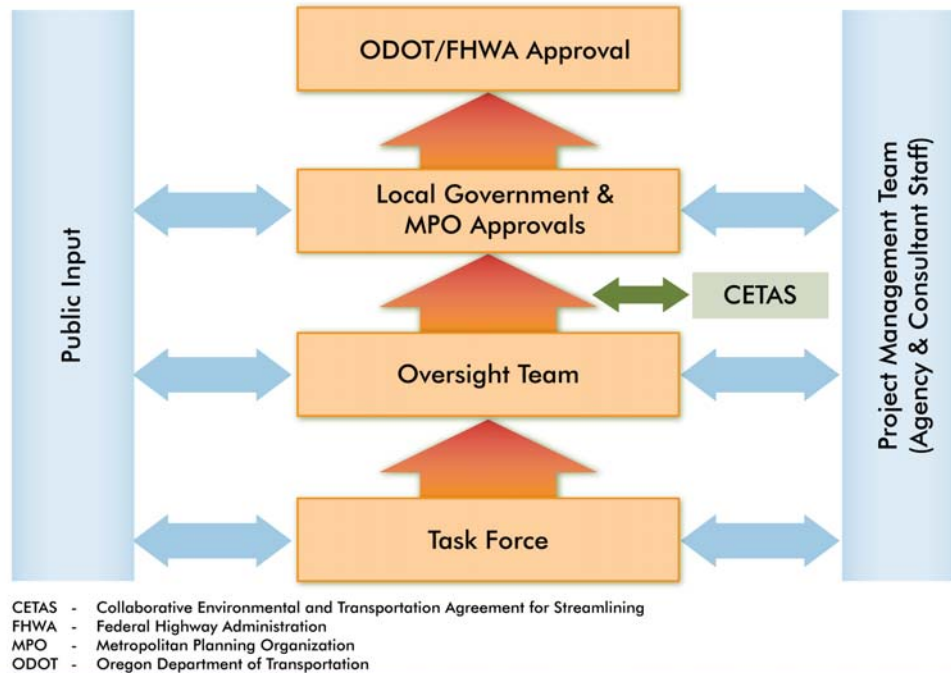 ODOT/FHWA Approval
Local Government &
MPO Approvals
CETAS
Oversight Team
Task Force
Public Input
Project Management Team
(Agency & Consultant Staff)
CETAS - Collaborative Environmental and Transportation Agreement for Streamlining
FHWA - Federal Highway Administration
MPO - Metropolitan Planning Organization
ODOT - Oregon Department of Transportation